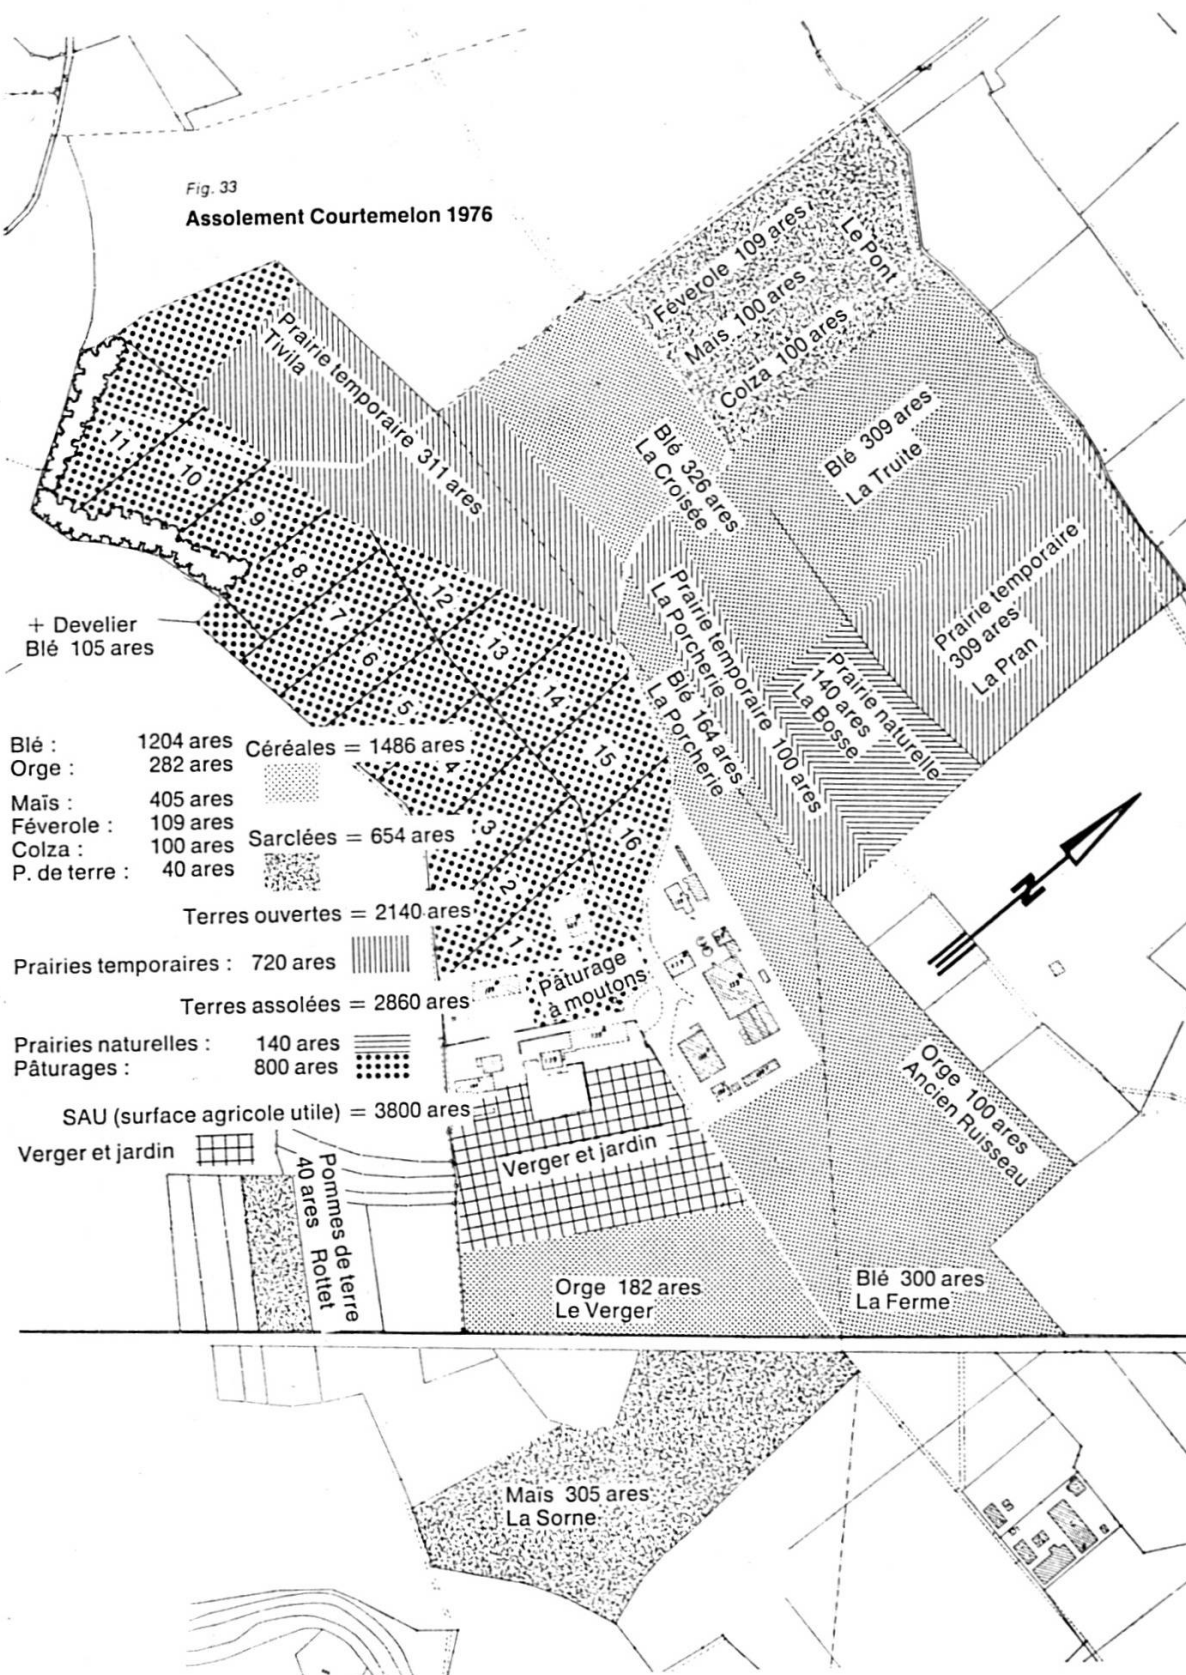 Fig. 33
Assolement Courtemelon 1976
Féverole 109 ares
Le Pont
Maïs 100 ares
Colza 100 ares
Prairie temporaire 311 ares
Tivila
Blé 326 ares
La Croisée
Blé 309 ares
La Truite
Prairie temporaire
309 ares
La Pran
Prairie temporaire 100 ares
La Porcherie
Blé 164 ares
La Porcherie
Prairie naturelle
140 ares
La Bosse
11
10
9
8
7
6
5
4
3
2
1
12
13
14
15
16
+ Develier
Blé 105 ares
Blé : 1204 ares
Orge : 282 ares
Céréales = 1486 ares
Maïs : 405 ares
Féverole : 109 ares
Colza : 100 ares
P. de terre : 40 ares
Sarclées = 654 ares
Terres ouvertes = 2140 ares
Prairies temporaires : 720 ares
Terres assolées = 2860 ares
Prairies naturelles : 140 ares
Pâturages : 800 ares
SAU (surface agricole utile) = 3800 ares
Verger et jardin
N
Pâturage
à moutons
Verger et jardin
Orge 100 ares
Ancien Ruisseau
Pommes de terre
40 ares Rottet
Orge 182 ares
Le Verger
Blé 300 ares
La Ferme
Maïs 305 ares
La Sorne